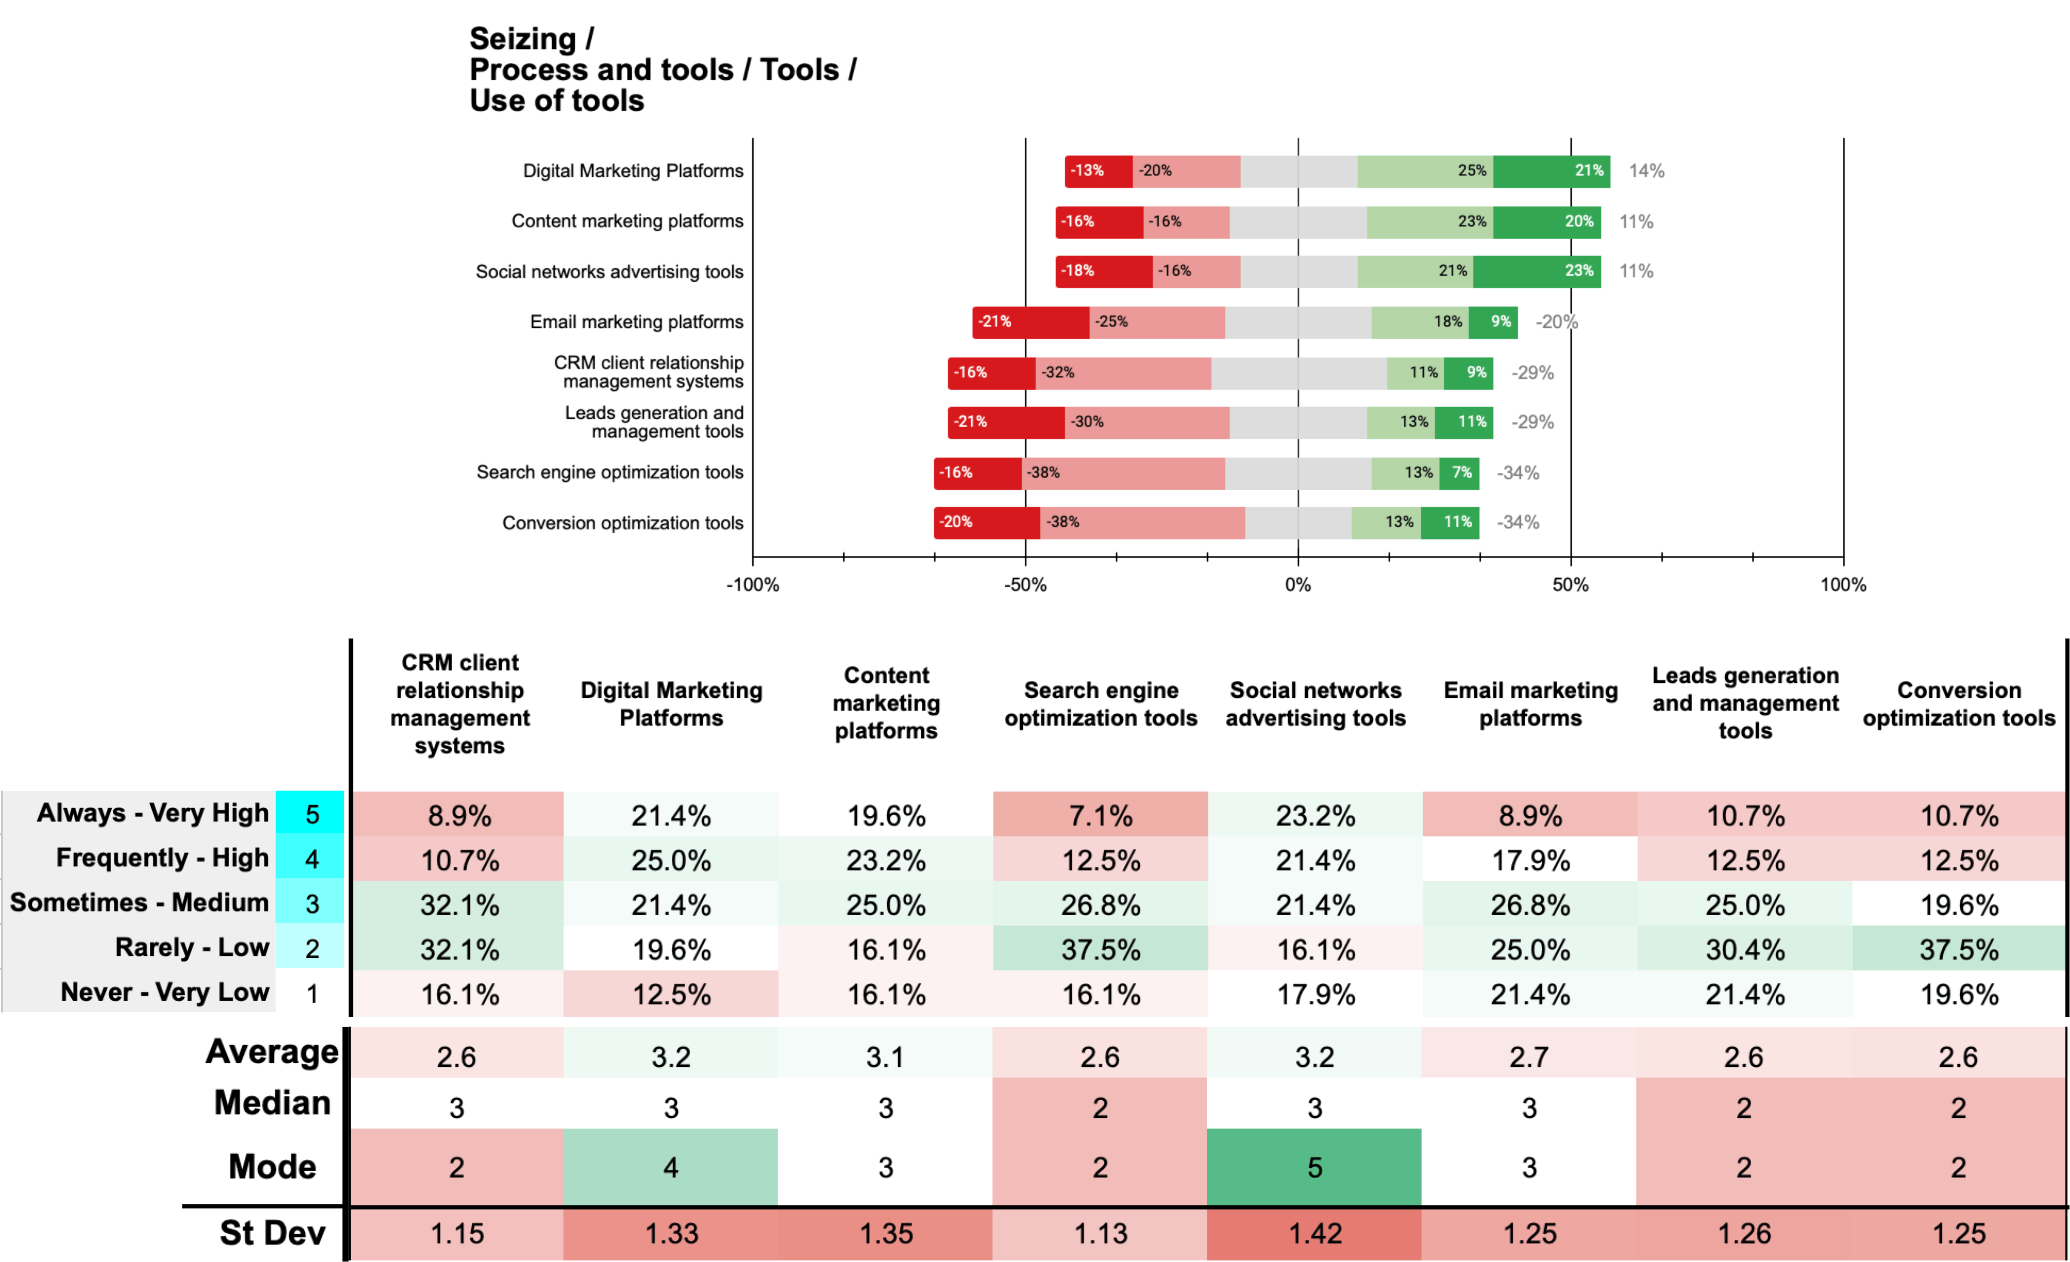 Seizing /
Process and tools / Tools /
Use of tools
Digital Marketing Platforms -13% -20% 25% 21% 14%
Content marketing platforms -16% -16% 23% 20% 11%
Social networks advertising tools -18% -16% 21% 23% 11%
Email marketing platforms -21% -25% 18% 9% -20%
CRM client relationship
management systems -16% -32% 11% 9% -29%
Leads generation and
management tools -21% -30% 13% 11% -29%
Search engine optimization tools -16% -38% 13% 7% -34%
Conversion optimization tools -20% -38% 13% 11% -34%
-100% -50% 0% 50% 100%
CRM client
relationship
management
systems
Digital Marketing
Platforms
Content
marketing
platforms
Search engine
optimization tools
Social networks
advertising tools
Email marketing
platforms
Leads generation
and management
tools
Conversion
optimization tools
Always - Very High 5 8.9% 21.4% 19.6% 7.1% 23.2% 8.9% 10.7% 10.7%
Frequently - High 4 10.7% 25.0% 23.2% 12.5% 21.4% 17.9% 12.5% 12.5%
Sometimes - Medium 3 32.1% 21.4% 25.0% 26.8% 21.4% 26.8% 25.0% 19.6%
Rarely - Low 2 32.1% 19.6% 16.1% 37.5% 16.1% 25.0% 30.4% 37.5%
Never - Very Low 1 16.1% 12.5% 16.1% 16.1% 17.9% 21.4% 21.4% 19.6%
Average 2.6 3.2 3.1 2.6 3.2 2.7 2.6 2.6
Median 3 3 3 2 3 3 2 2
Mode 2 4 3 2 5 3 2 2
St Dev 1.15 1.33 1.35 1.13 1.42 1.25 1.26 1.25